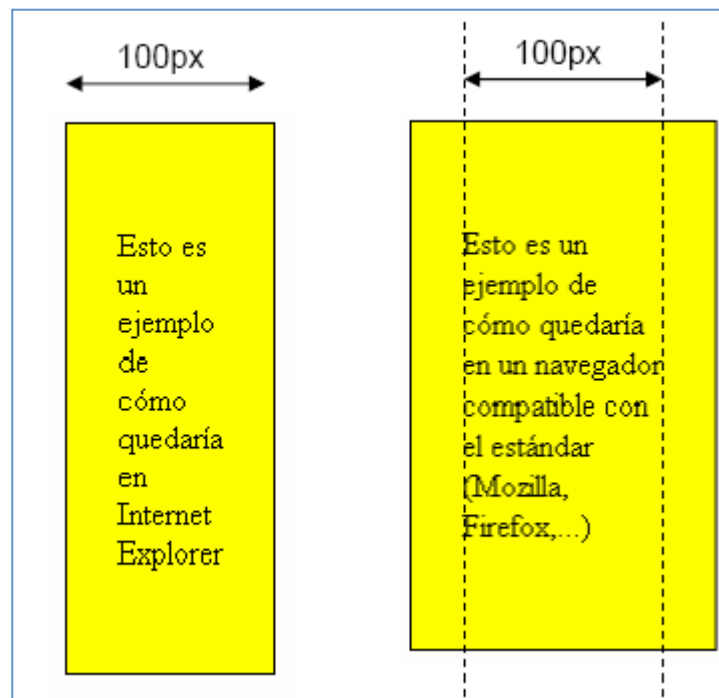 100px
Esto es
un
ejemplo
de
cómo
quedaría
en
Internet
Explorer
100px
Esto es un
ejemplo de
cómo quedaría
en un navegador
compatible con
el estándar
(Mozilla,
Firefox,...)